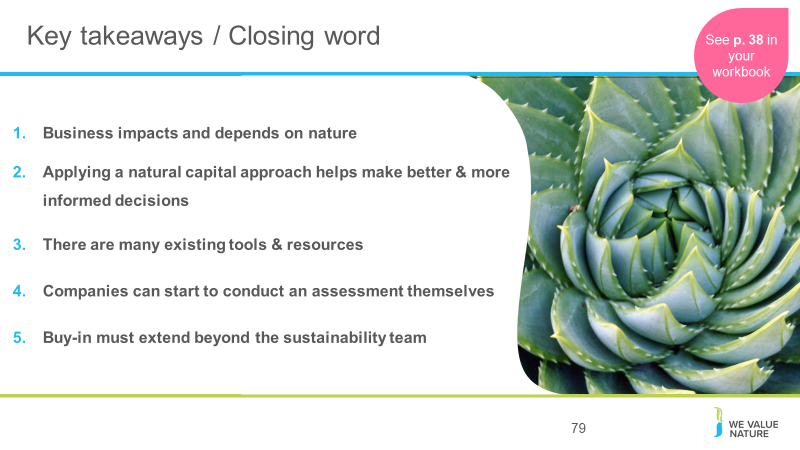 Key takeaways / Closing word
See p. 38 in
your
workbook
1. Business impacts and depends on nature
2. Applying a natural capital approach helps make better & more
informed decisions
3. There are many existing tools & resources
4. Companies can start to conduct an assessment themselves
5. Buy-in must extend beyond the sustainability team
79
WE VALUE
NATURE